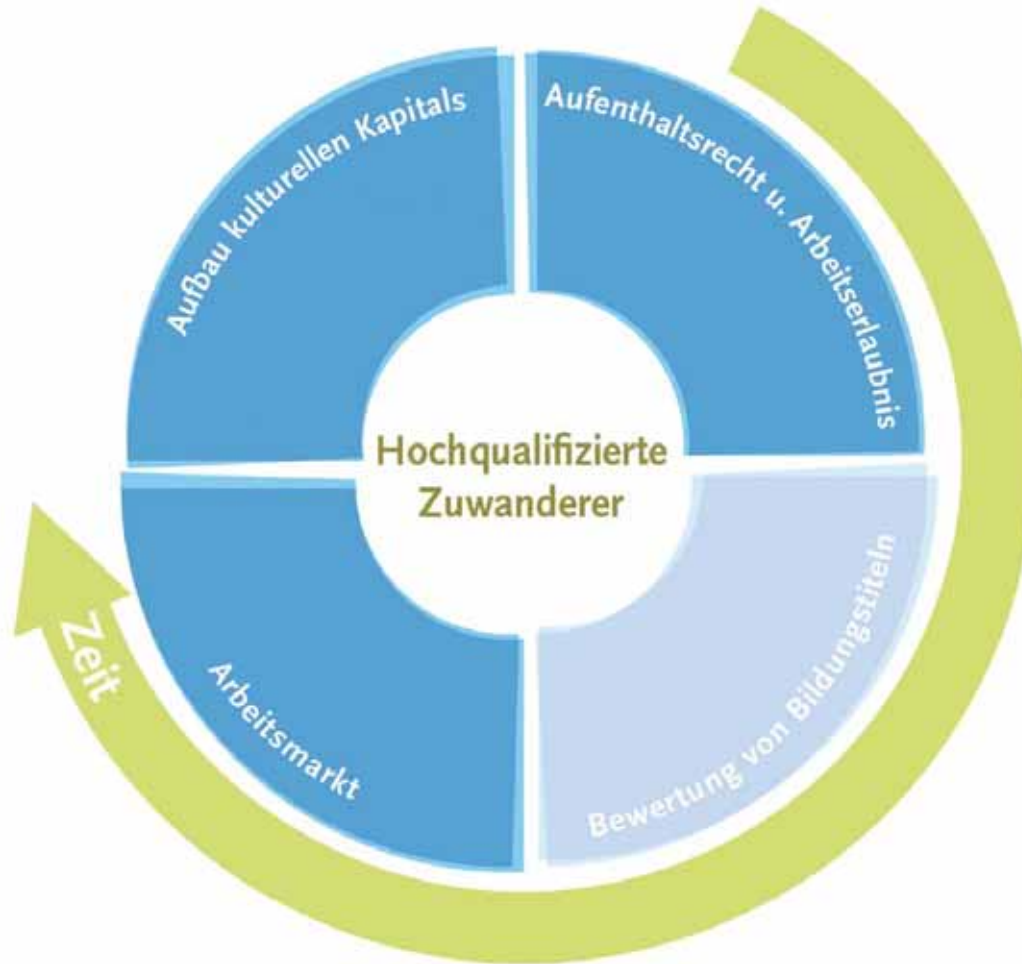 Aufbau kulturellen Kapitals
Aufenthaltsrecht u. Arbeitserlaubnis
Hochqualifizierte
Zuwanderer
Bewertung von Bildungstiteln
Arbeitsmarkt
Zeit